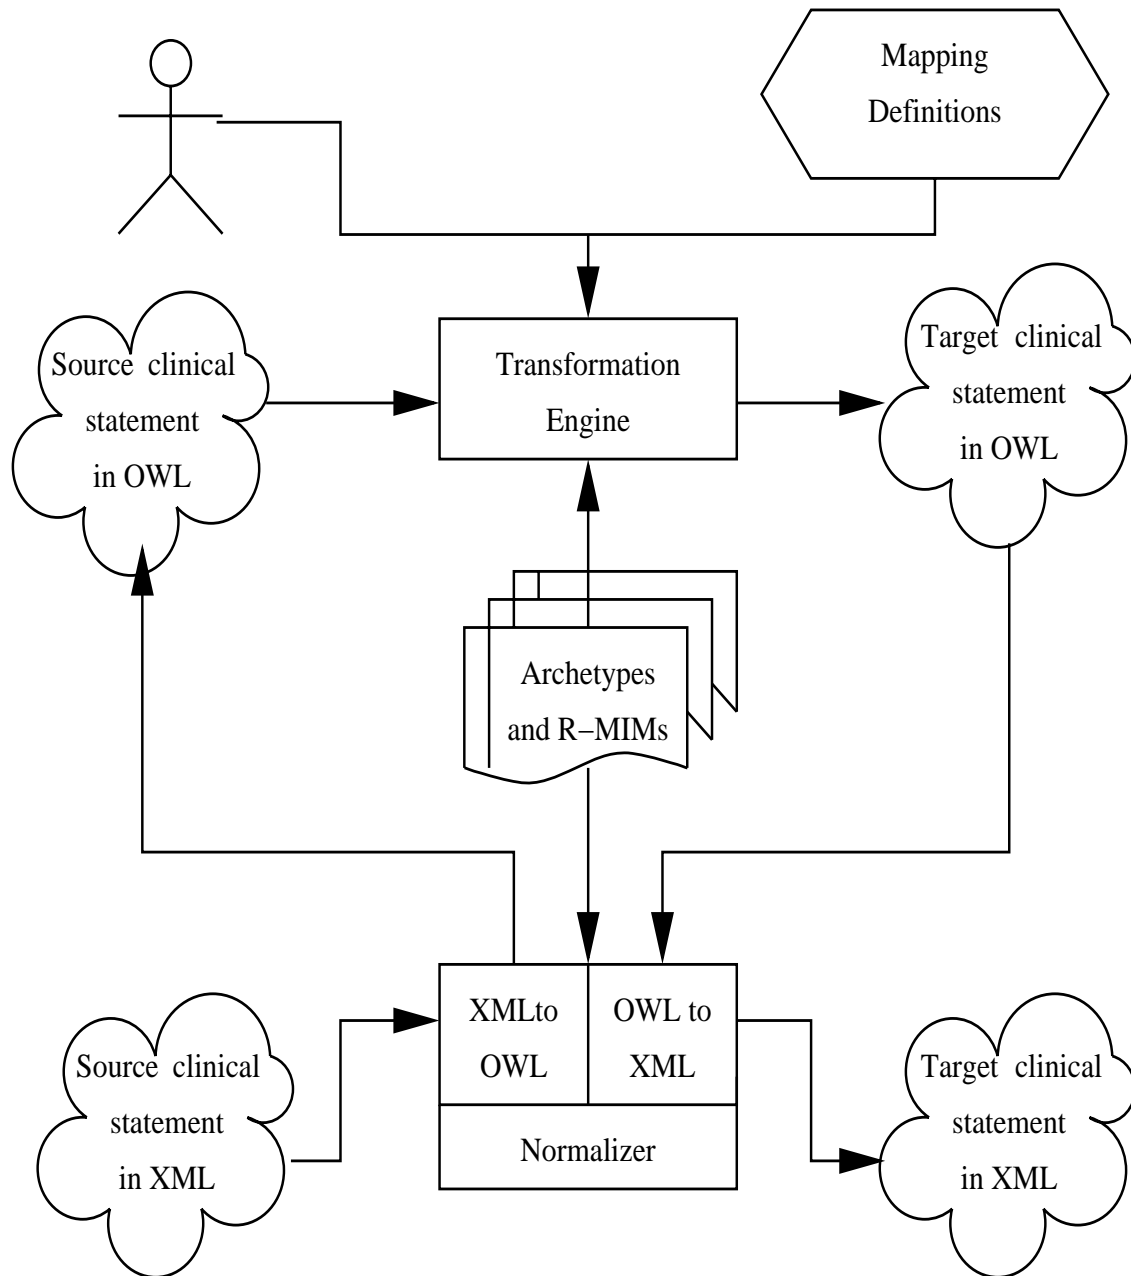 Mapping
Definitions
Source clinical
statement
in OWL
Transformation
Engine
Target clinical
statement
in OWL
Archetypes
and R−MIMs
Source clinical
statement
in XML
XMLto
OWL
OWL to
XML
Normalizer
Target clinical
statement
in XML